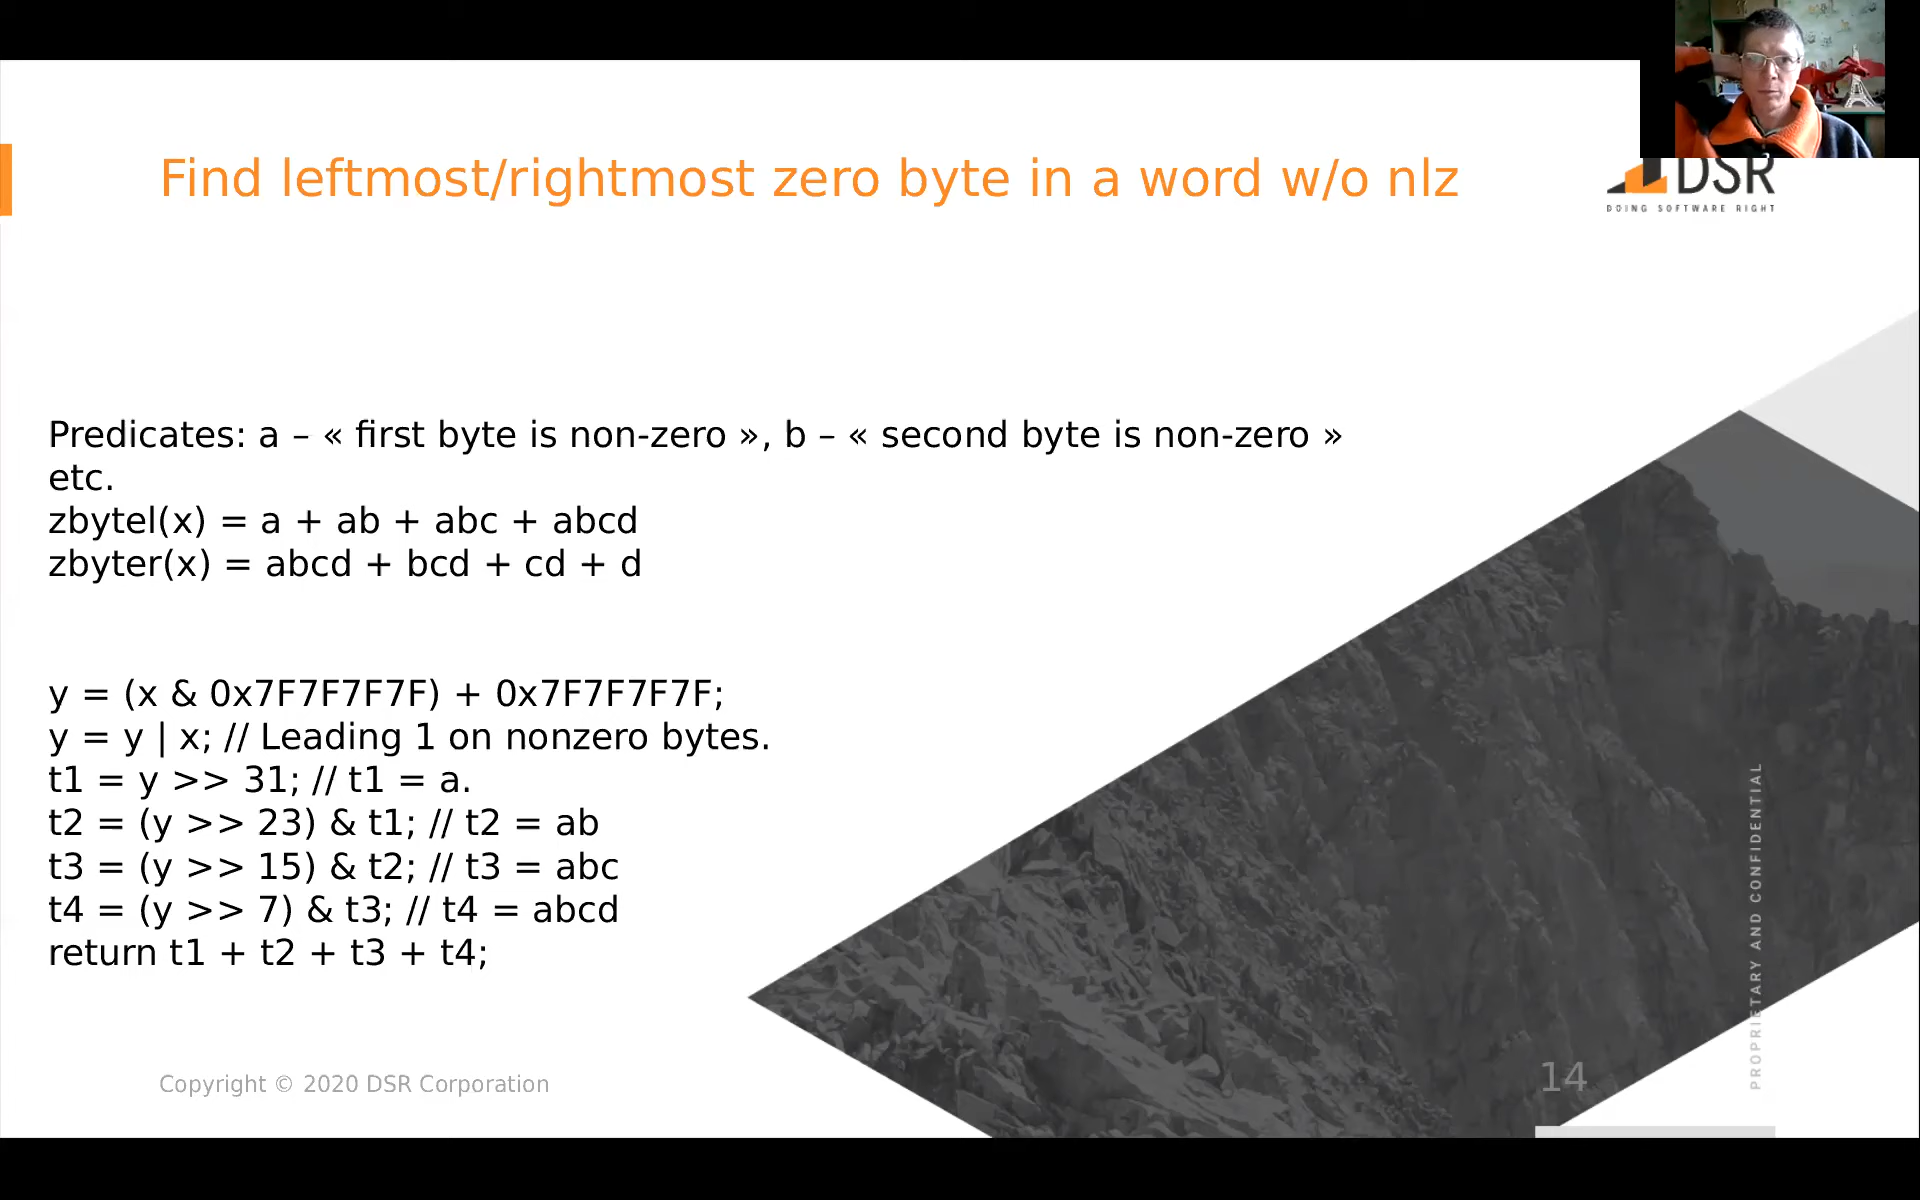 Find leftmost/rightmost zero byte in a word w/o nlz
DSR
DOING SOFTWARE RIGHT
Predicates: a – « first byte is non-zero », b – « second byte is non-zero »
etc.
zbytel(x) = a + ab + abc + abcd
zbyter(x) = abcd + bcd + cd + d
y = (x & 0x7F7F7F7F) + 0x7F7F7F7F;
y = y | x; // Leading 1 on nonzero bytes.
t1 = y >> 31; // t1 = a.
t2 = (y >> 23) & t1; // t2 = ab
t3 = (y >> 15) & t2; // t3 = abc
t4 = (y >> 7) & t3; // t4 = abcd
return t1 + t2 + t3 + t4;
PROPRIETARY AND CONFIDENTIAL
Copyright © 2020 DSR Corporation
14